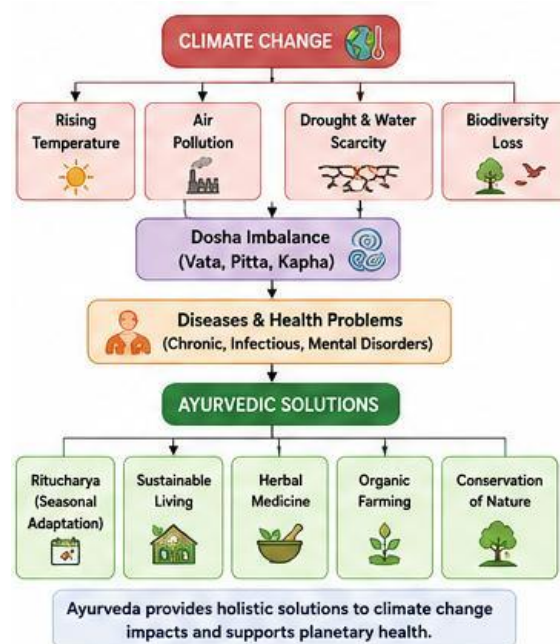 CLIMATE CHANGE
Rising
Temperature
Air
Pollution
Drought & Water
Scarcity
Biodiversity
Loss
Dosha Imbalance
(Vata, Pitta, Kapha)
Diseases & Health Problems
(Chronic, Infectious, Mental Disorders)
AYURVEDIC SOLUTIONS
Ritucharya
(Seasonal
Adaptation)
Sustainable
Living
Herbal
Medicine
Organic
Farming
Conservation
of Nature
Ayurveda provides holistic solutions to climate change
impacts and supports planetary health.